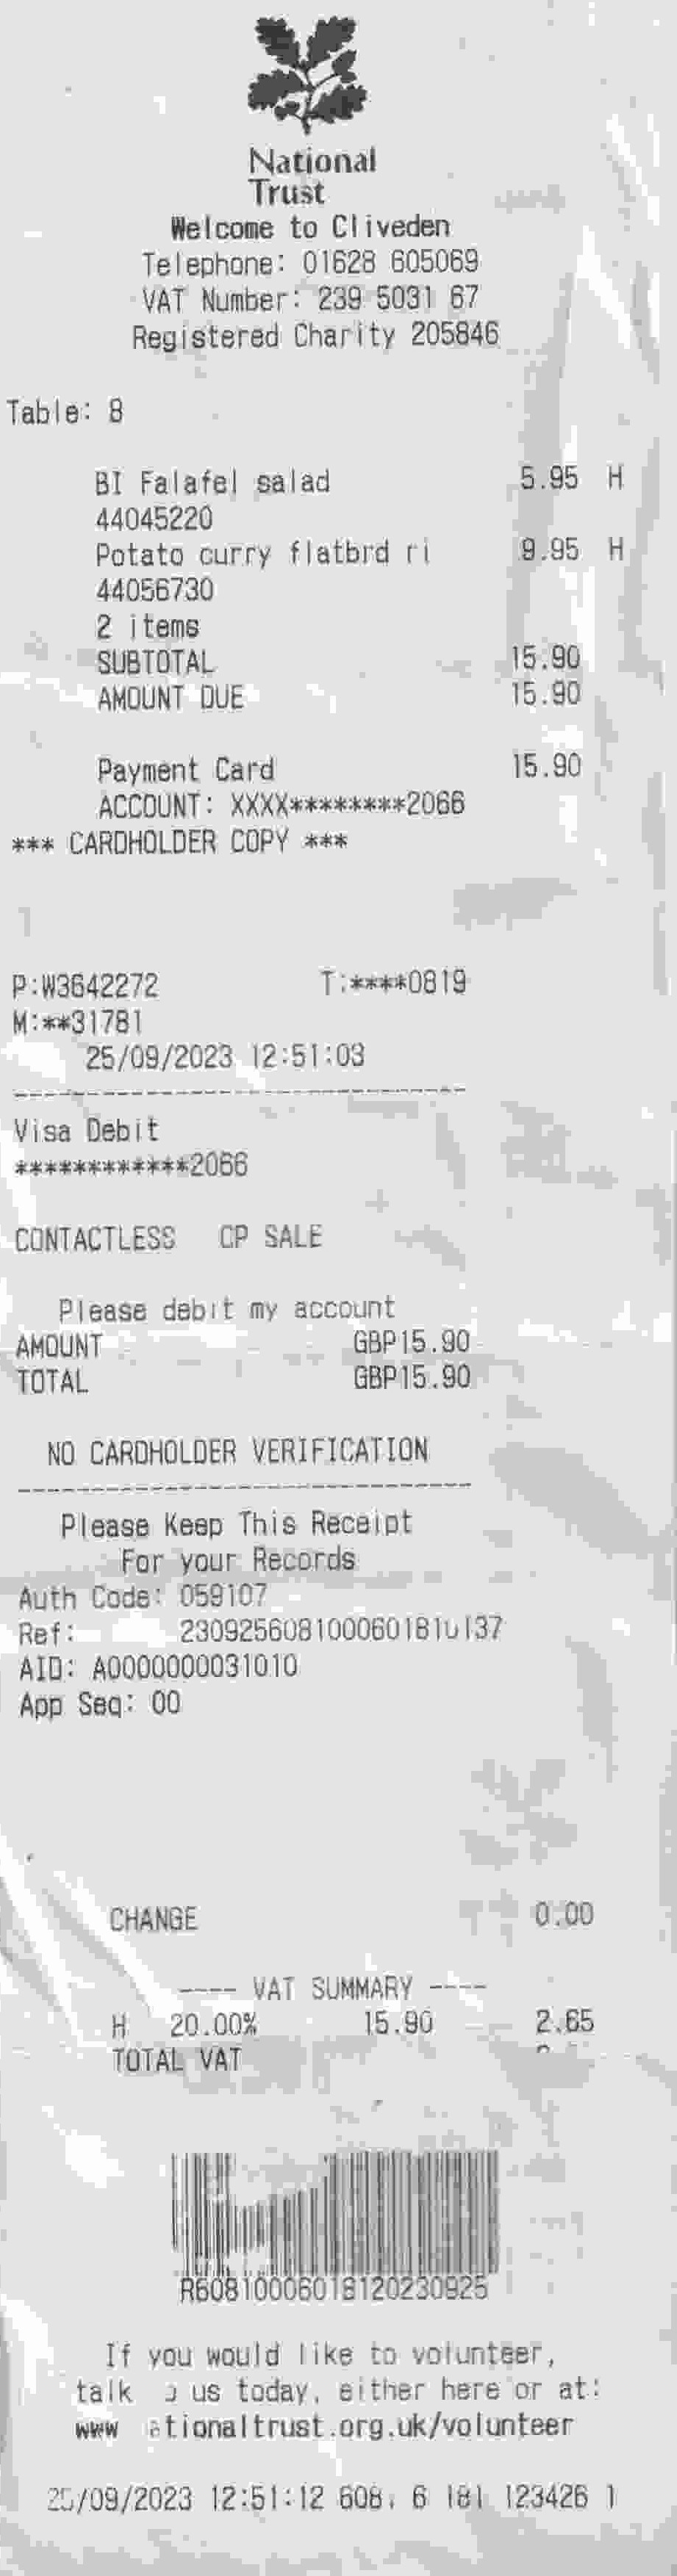 National
Trust
Welcome to Cliveden
Telephone: 01628 605069
VAT Number: 239 5031 67
Registered Charity 205846
Table: 8
BI Falafel salad 5.95 H
44045220
Potato curry flatbrd ri 9.95 H
44056730
2 items
SUBTOTAL 15.90
AMOUNT DUE 15.90
Payment Card 15.90
ACCOUNT: XXXX********2066
*** CARDHOLDER COPY ***
P:W3642272 T:****0819
M:**31781
25/09/2023 12:51:03
Visa Debit
************2066
CONTACTLESS CP SALE
Please debit my account
AMOUNT GBP15.90
TOTAL GBP15.90
NO CARDHOLDER VERIFICATION
Please Keep This Receipt
For your Records
Auth Code: 059107
Ref:
AID: A0000000031010
App Seq: 00
CHANGE 0.00
---- VAT SUMMARY ----
H 20.00% 15.90 2.65
TOTAL VAT
R60810006018120230925
If you would like to volunteer,
talk us today, either here or at:
www ationaltrust.org.uk/volunteer
25/09/2023 12:51:12 608. 6 181 123426 1